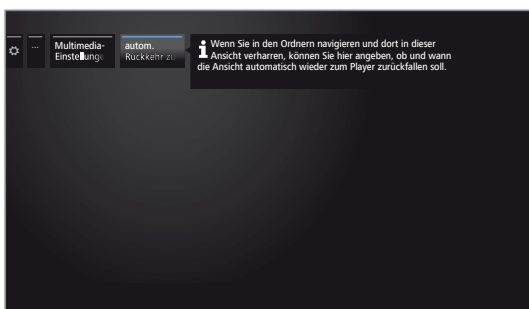 ...
Multimedia-
Einstellunge
autom.
Rückkehr zu
Wenn Sie in den Ordnern navigieren und dort in dieser
Ansicht verharren, können Sie hier angeben, ob und wann
die Ansicht automatisch wieder zum Player zurückfallen soll.